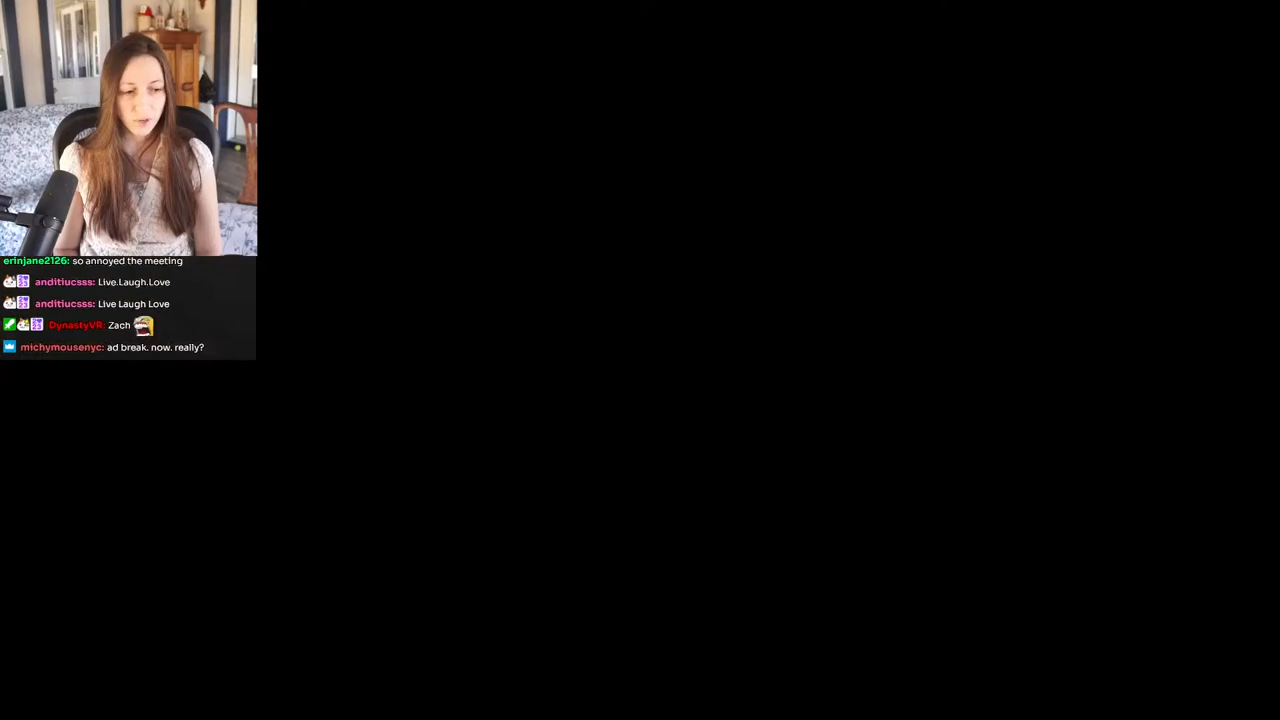 erinjane2126: so annoyed the meeting
anditiucsss: Live.Laugh.Love
anditiucsss: Live Laugh Love
DynastyVR: Zach
michymousenyc: ad break. now. really?